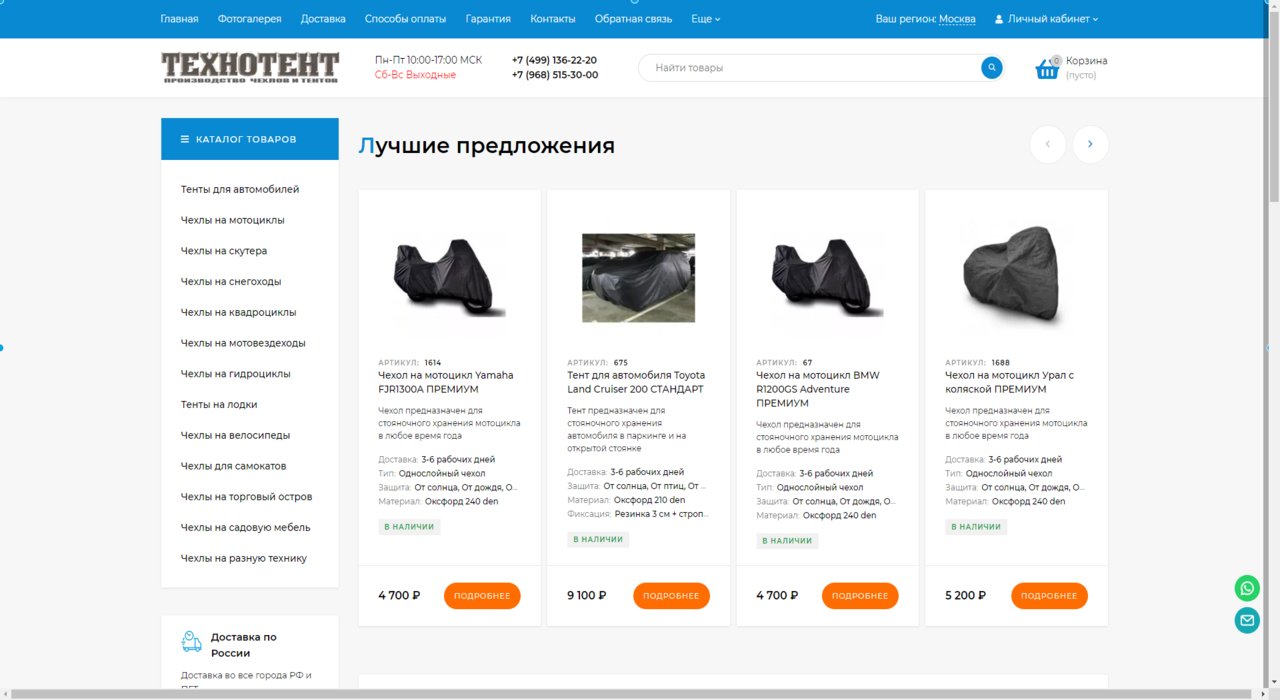 Главная Фотогалерея Доставка Способы оплаты Гарантия Контакты Обратная связь Еще Ваш регион: Москва Личный кабинет
ТЕХНОТЕНТ
ПРОИЗВОДСТВО ЧЕХЛОВ И ТЕНТОВ
Пн-Пт 10:00-17:00 МСК
Сб-Вс Выходные
+7 (499) 136-22-20
+7 (968) 515-30-00
Найти товары
0
Корзина
(пусто)
КАТАЛОГ ТОВАРОВ
Тенты для автомобилей
Чехлы на мотоциклы
Чехлы на скутера
Чехлы на снегоходы
Чехлы на квадроциклы
Чехлы на мотовездеходы
Чехлы на гидроциклы
Тенты на лодки
Чехлы на велосипеды
Чехлы для самокатов
Чехлы на торговый остров
Чехлы на садовую мебель
Чехлы на разную технику
Доставка по
России
Доставка во все города РФ и
Лучшие предложения
АРТИКУЛ: 1614
Чехол на мотоцикл Yamaha
FJR1300A ПРЕМИУМ
Чехол предназначен для
стояночного хранения мотоцикла
в любое время года
Доставка: 3-6 рабочих дней
Тип: Однослойный чехол
Защита: От солнца, От дождя, О...
Материал: Оксфорд 240 den
В НАЛИЧИИ
4 700 ₽ ПОДРОБНЕЕ
АРТИКУЛ: 675
Тент для автомобиля Toyota
Land Cruiser 200 СТАНДАРТ
Тент предназначен для
стояночного хранения
автомобиля в паркинге и на
открытой стоянке
Доставка: 3-6 рабочих дней
Защита: От солнца, От птиц, От ...
Материал: Оксфорд 210 den
Фиксация: Резинка 3 см + строп...
В НАЛИЧИИ
9 100 ₽ ПОДРОБНЕЕ
АРТИКУЛ: 67
Чехол на мотоцикл BMW
R1200GS Adventure
ПРЕМИУМ
Чехол предназначен для
стояночного хранения мотоцикла
в любое время года
Доставка: 3-6 рабочих дней
Тип: Однослойный чехол
Защита: От солнца, От дождя, О...
Материал: Оксфорд 240 den
В НАЛИЧИИ
4 700 ₽ ПОДРОБНЕЕ
АРТИКУЛ: 1688
Чехол на мотоцикл Урал с
коляской ПРЕМИУМ
Чехол предназначен для
стояночного хранения мотоцикла
в любое время года
Доставка: 3-6 рабочих дней
Тип: Однослойный чехол
Защита: От солнца, От дождя, О...
Материал: Оксфорд 240 den
В НАЛИЧИИ
5 200 ₽ ПОДРОБНЕЕ